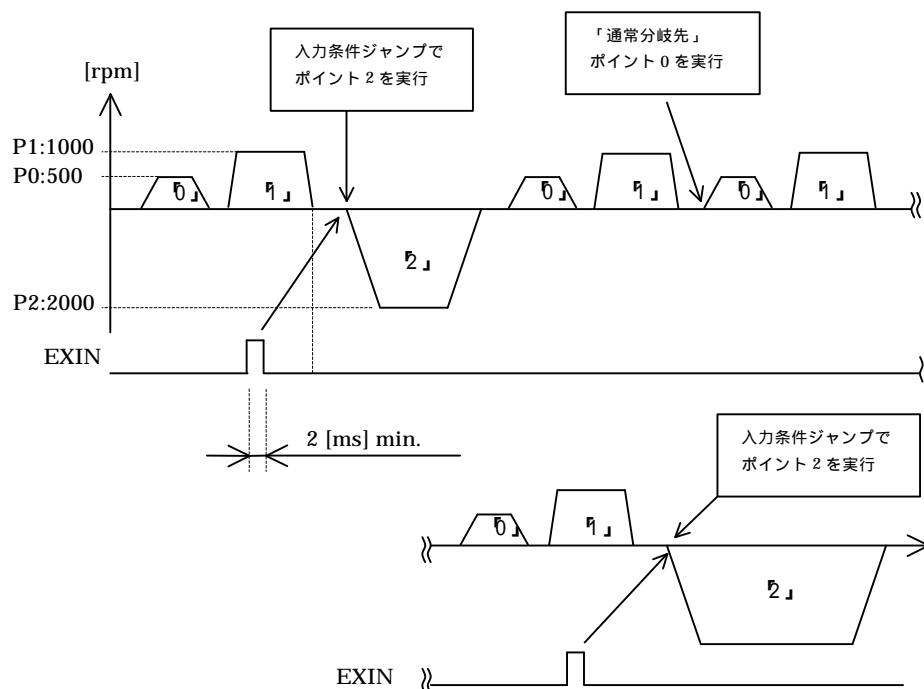 入力条件ジャンプで
ポイント2を実行
「通常分岐先」
ポイント0を実行
[rpm]
P1:1000
P0:500
『0』
『1』
『0』
『1』
『0』
『1』
『2』
P2:2000
EXIN
2 [ms] min.
入力条件ジャンプで
ポイント2を実行
『0』
『1』
『2』
EXIN